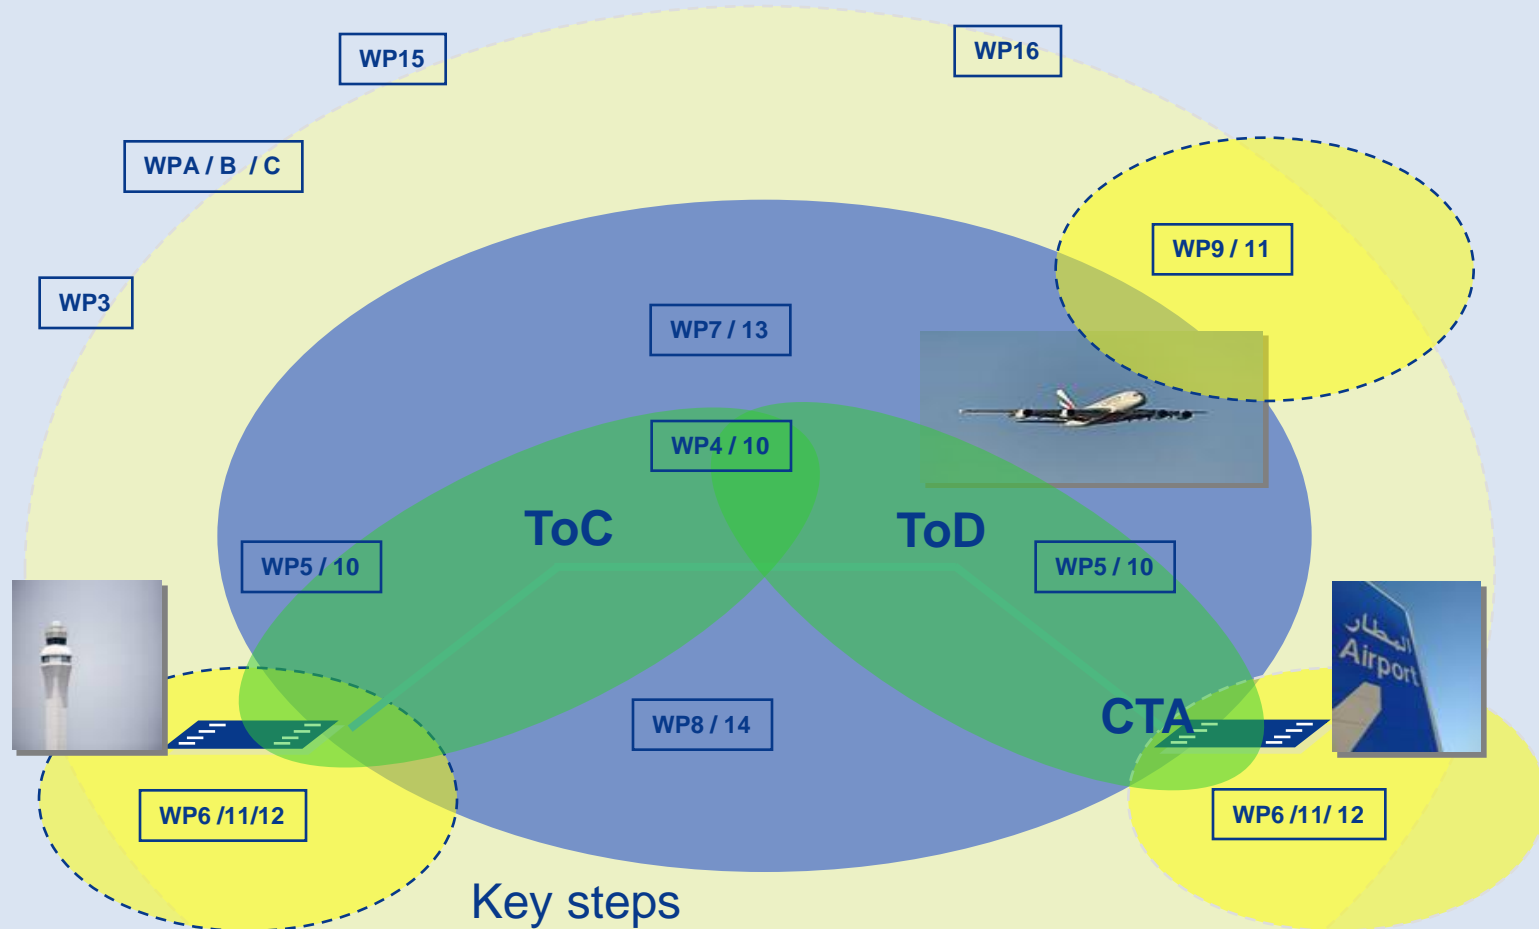 WP15
WP16
WPA / B / C
WP9 / 11
WP3
WP7 / 13
WP4 / 10
ToC
ToD
WP5 / 10
WP5 / 10
المطار
Airport
CTA
WP8 / 14
WP6 /11/12
WP6 /11/ 12
Key steps